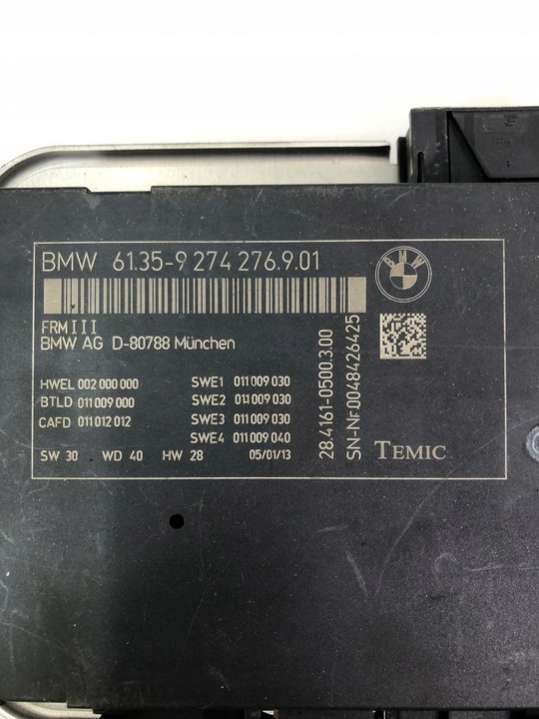 BMW 61.35-9 274 276.9.01
FRM III
BMW AG D-80788 München
HWEL 002 000 000 SWE1 011 009 030
BTLD 011 009 000 SWE2 011 009 030
CAFD 011 012 012 SWE3 011 009 030
SWE4 011 009 040
SW 30 WD 40 HW 28 05/01/13
28.4161-0500.3.00
SN-Nr0048426425
BMW
TEMIC